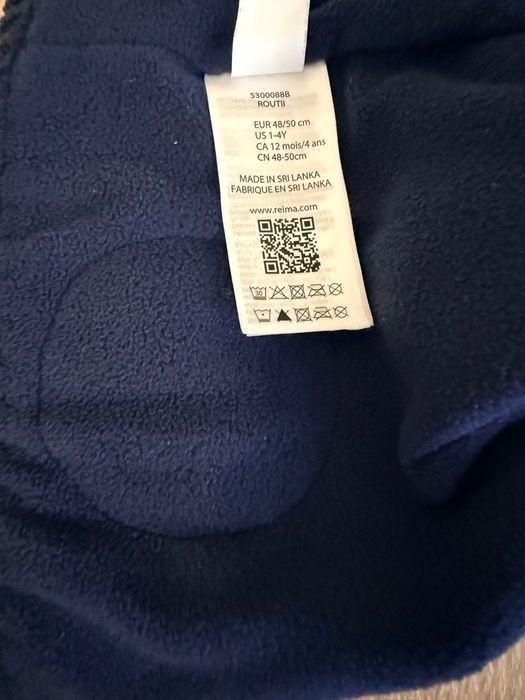 5300088B
ROUTII
EUR 48/50 cm
US 1-4Y
CA 12 mois/4 ans
CN 48-50cm
MADE IN SRI LANKA
FABRIQUE EN SRI LANKA
www.reima.com
30